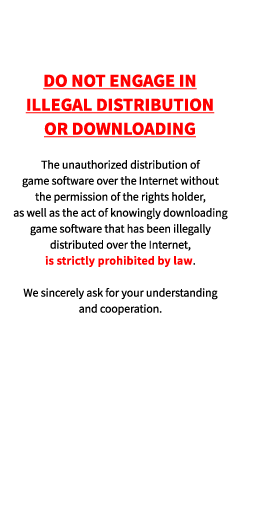 DO NOT ENGAGE IN
ILLEGAL DISTRIBUTION
OR DOWNLOADING
The unauthorized distribution of
game software over the Internet without
the permission of the rights holder,
as well as the act of knowingly downloading
game software that has been illegally
distributed over the Internet,
is strictly prohibited by law.
We sincerely ask for your understanding
and cooperation.